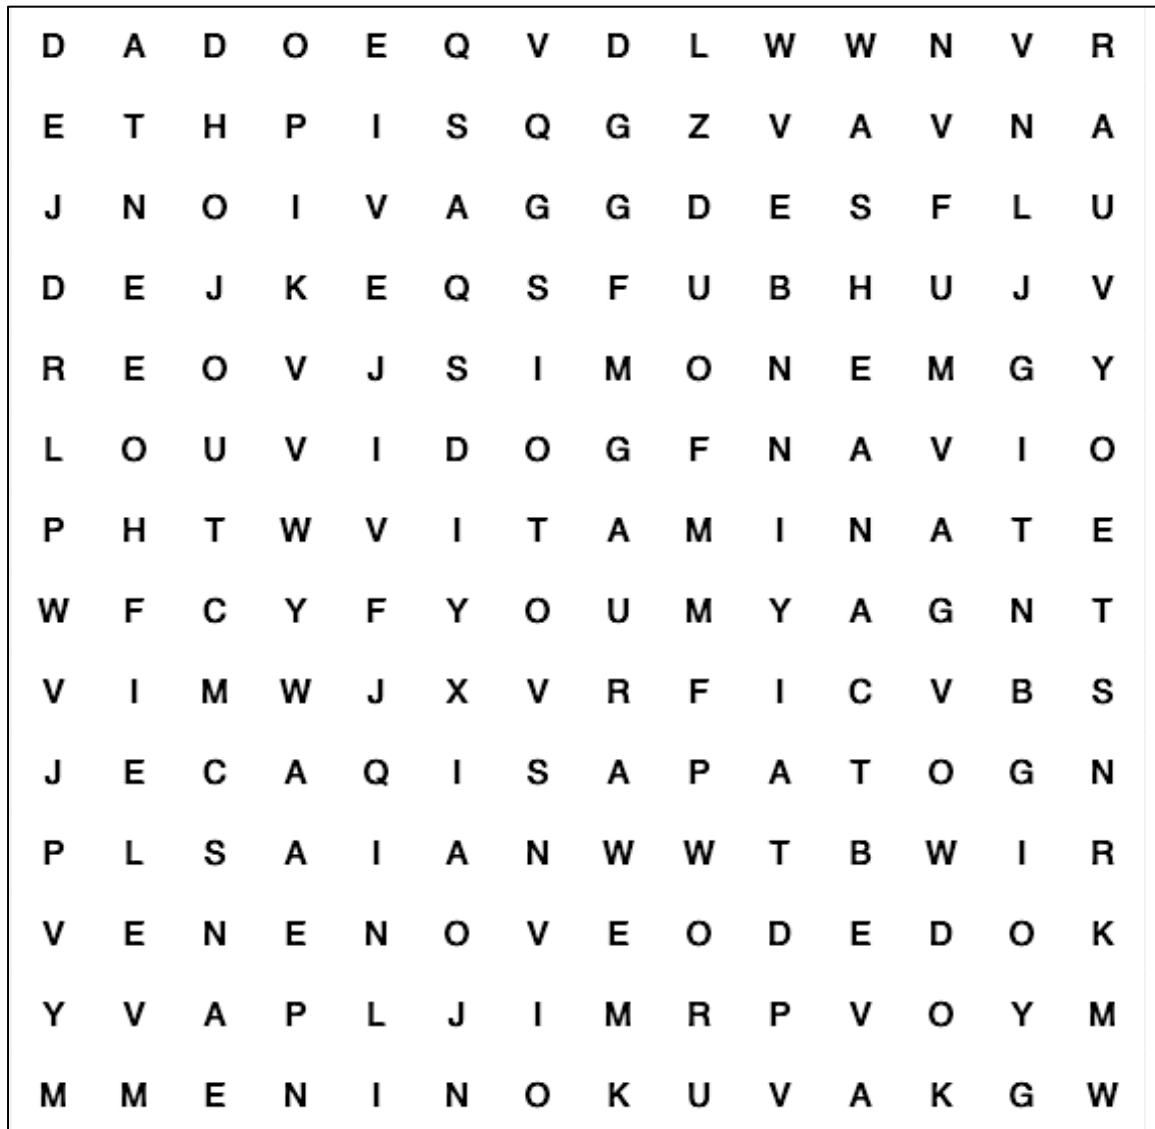 D A D O E Q V D L W W N V R
E T H P I S Q G Z V A V N A
J N O I V A G G D E S F L U
D E J K E Q S F U B H U J V
R E O V J S I M O N E M G Y
L O U V I D O G F N A V I O
P H T W V I T A M I N A T E
W F C Y F Y O U M Y A G N T
V I M W J X V R F I C V B S
J E C A Q I S A P A T O G N
P L S A I A N W W T B W I R
V E N E N O V E O D E D O K
Y V A P L J I M R P V O Y M
M M E N I N O K U V A K G W